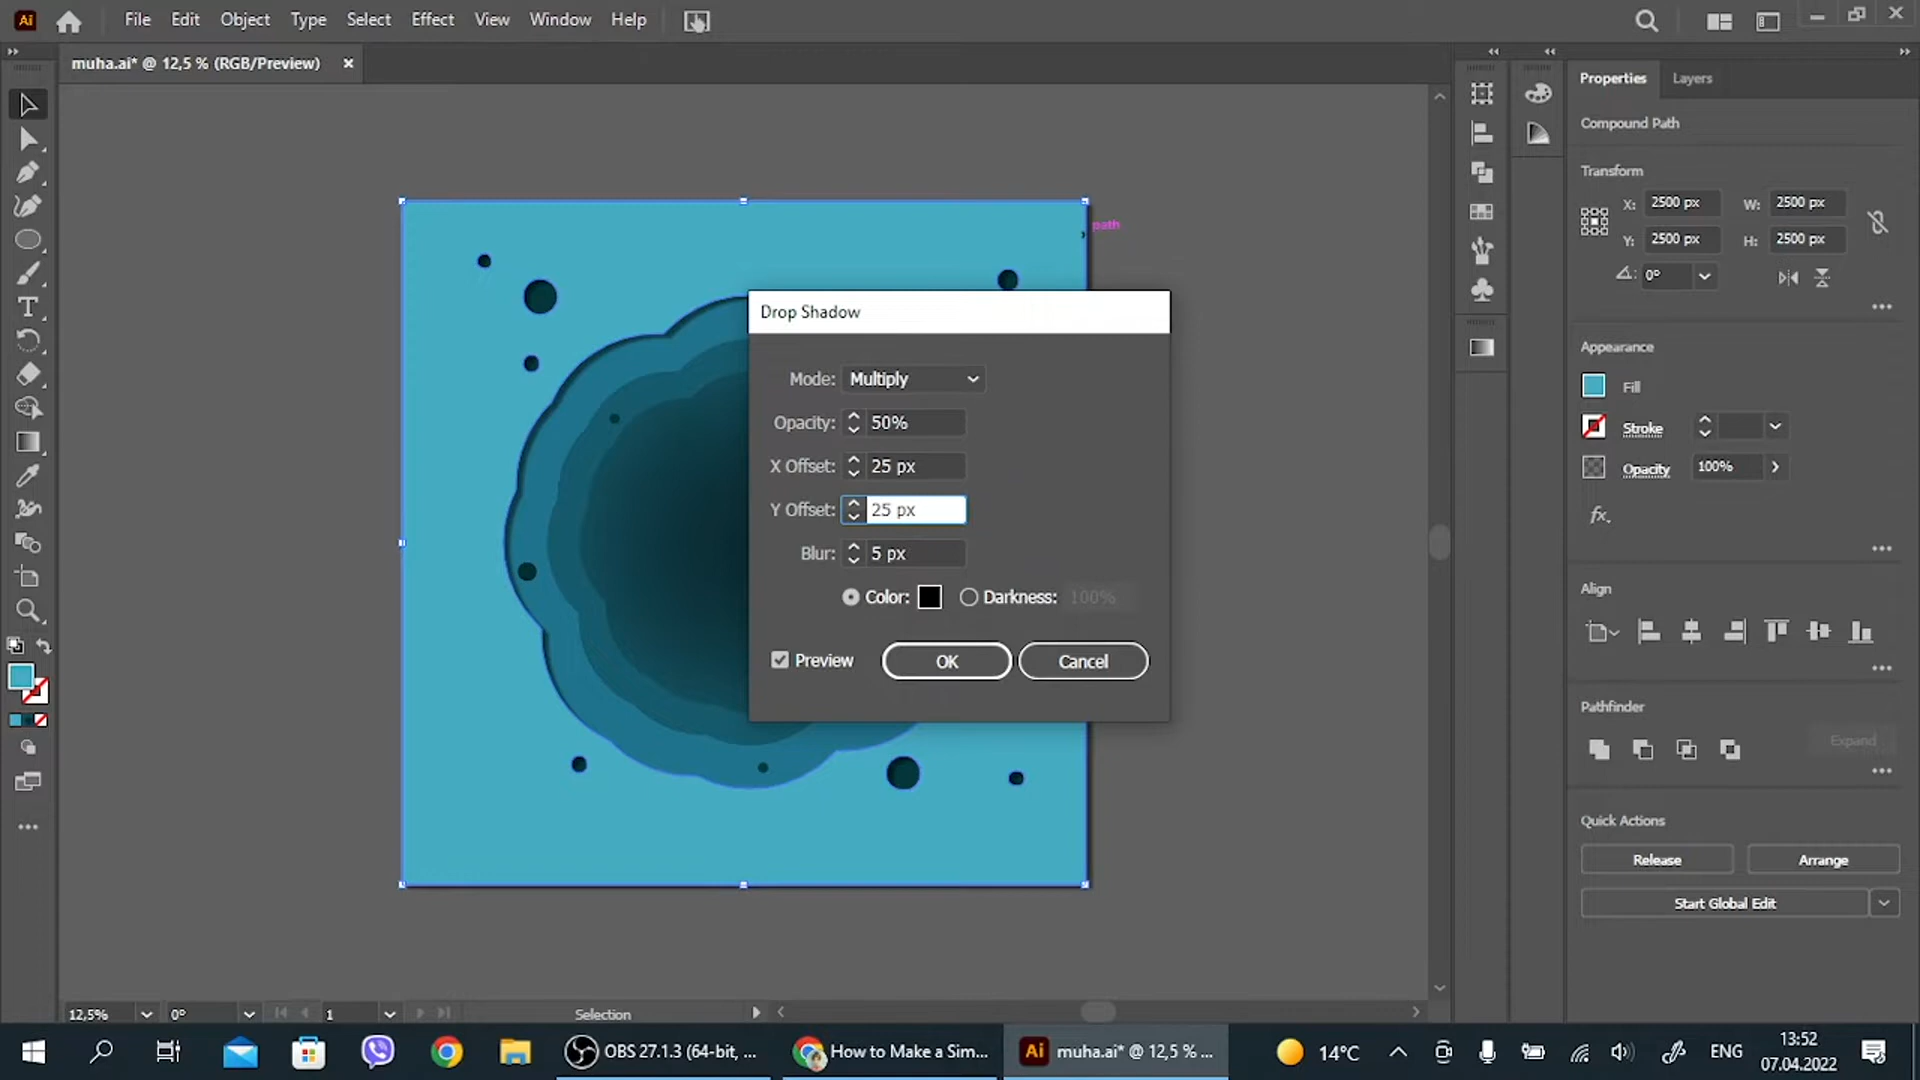 Ai File Edit Object Type Select Effect View Window Help
muha.ai* @ 12,5 % (RGB/Preview) ×
Properties Layers
Compound Path
Transform
X: 2500 px W: 2500 px
Y: 2500 px H: 2500 px
0°
path
Drop Shadow
Mode: Multiply
Opacity: 50%
X Offset: 25 px
Y Offset: 25 px
Blur: 5 px
Color: Darkness: 100%
Preview OK Cancel
Appearance
Fill
Stroke
Opacity 100%
fx.
Align
Pathfinder
Expand
Quick Actions
Release Arrange
Start Global Edit
12,5% 0° 1 Selection
OBS 27.1.3 (64-bit, ...
How to Make a Sim...
Ai muha.ai* @ 12,5 % ...
14°C
ENG
13:52
07.04.2022